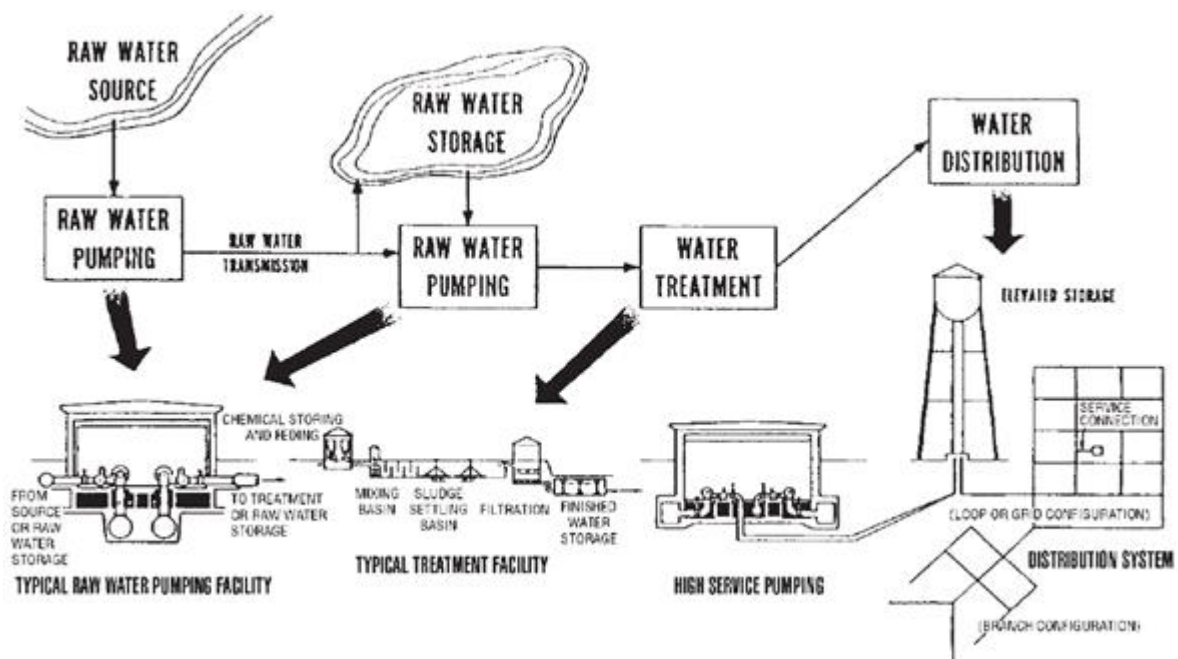 RAW WATER
SOURCE
RAW WATER
STORAGE
WATER
DISTRIBUTION
RAW WATER
PUMPING
RAW WATER
TRANSMISSION
RAW WATER
PUMPING
WATER
TREATMENT
ELEVATED STORAGE
CHEMICAL STORING
AND FEDING
SERVICE
CONNECTION
FROM
SOURCE
OR RAW
WATER
STORAGE
TO TREATMENT
OR RAW WATER
STORAGE
MIXING
BASIN
SLUDGE
SETTLING
BASIN
FILTRATION
FINISHED
WATER
STORAGE
(LOOP OR GRID CONFIGURATION)
TYPICAL RAW WATER PUMPING FACILITY
TYPICAL TREATMENT FACILITY
HIGH SERVICE PUMPING
DISTRIBUTION SYSTEM
(BRANCH CONFIGURATION)